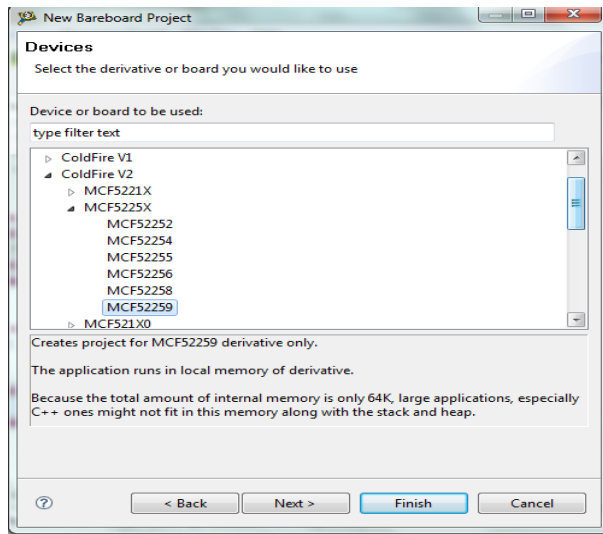 New Bareboard Project
Devices
Select the derivative or board you would like to use
Device or board to be used:
type filter text
ColdFire V1
ColdFire V2
MCF5221X
MCF5225X
MCF52252
MCF52254
MCF52255
MCF52256
MCF52258
MCF52259
MCF521X0
Creates project for MCF52259 derivative only.
The application runs in local memory of derivative.
Because the total amount of internal memory is only 64K, large applications, especially
C++ ones might not fit in this memory along with the stack and heap.
? < Back Next > Finish Cancel